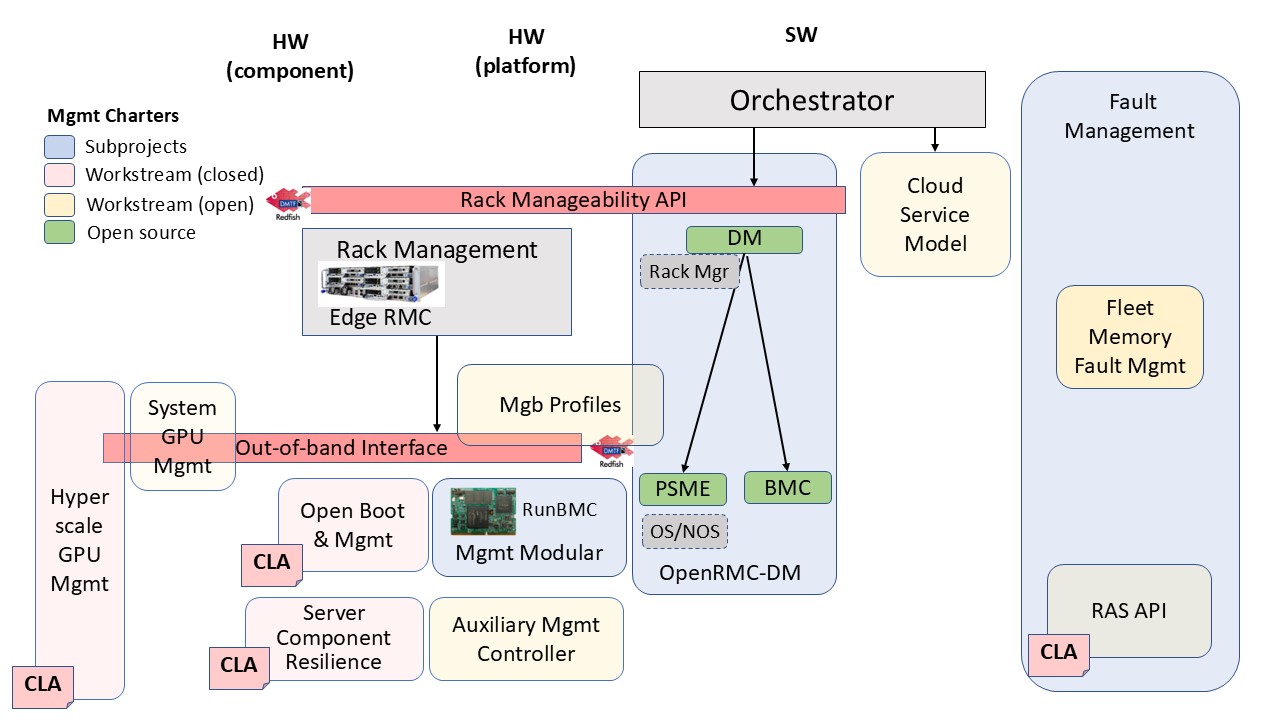 HW
(component)
HW
(platform)
SW
Mgmt Charters
Subprojects
Workstream (closed)
Workstream (open)
Open source
Orchestrator
Fault
Management
Cloud
Service
Model
DMTF
Redfish
Rack Manageability API
DM
Rack Mgr
Rack Management
Edge RMC
Fleet
Memory
Fault Mgmt
Mgb Profiles
System
GPU
Mgmt
Out-of-band Interface
DMTF
Redfish
Hyper
scale
GPU
Mgmt
CLA
Open Boot
& Mgmt
CLA
RunBMC
Mgmt Modular
PSME
BMC
OS/NOS
OpenRMC-DM
Server
Component
Resilience
CLA
Auxiliary Mgmt
Controller
RAS API
CLA